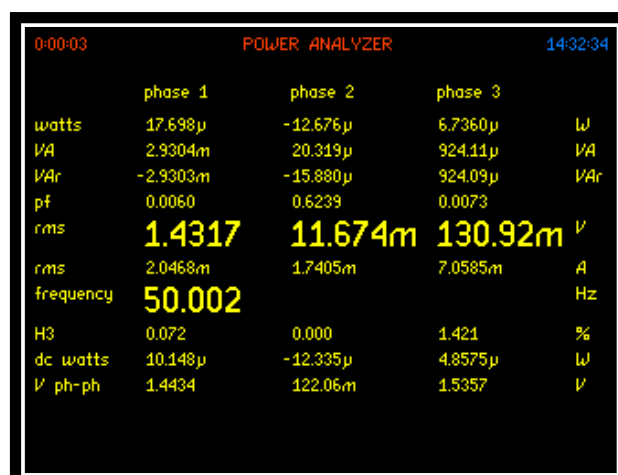 0:00:03 POWER ANALYZER 14:32:34
phase 1 phase 2 phase 3
watts 17.698µ -12.676µ 6.7360µ W
VA 2.9304m 20.319µ 924.11µ VA
VAr -2.9303m -15.880µ 924.09µ VAr
pf 0.0060 0.6239 0.0073
rms 1.4317 11.674m 130.92m V
rms 2.0468m 1.7405m 7.0585m A
frequency 50.002 Hz
H3 0.072 0.000 1.421 %
dc watts 10.148µ -12.335µ 4.8575µ W
V ph-ph 1.4434 122.06m 1.5357 V